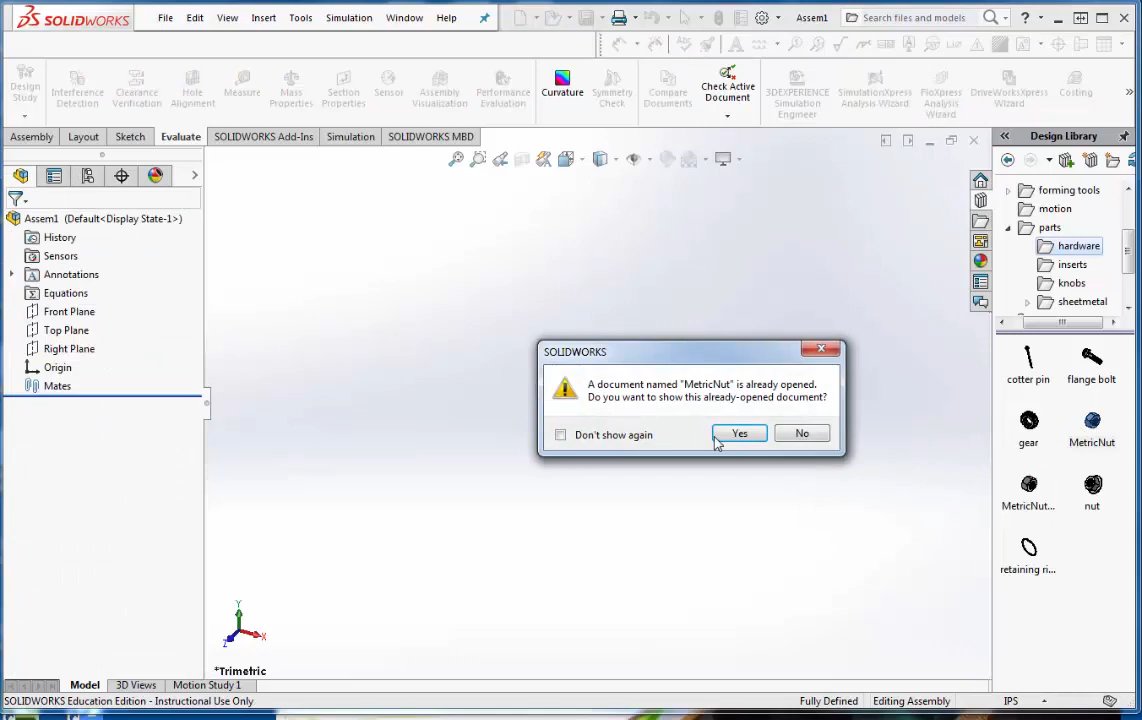 SOLIDWORKS
File Edit View Insert Tools Simulation Window Help
Assem1
Search files and models
?
Design Study
Interference Detection
Clearance Verification
Hole Alignment
Measure
Mass Properties
Section Properties
Sensor
Assembly Visualization
Performance Evaluation
Curvature
Symmetry Check
Compare Documents
Check Active Document
3DEXPERIENCE Simulation Engineer
SimulationXpress Analysis Wizard
FloXpress Analysis Wizard
DriveWorksXpress Wizard
Costing
Assembly Layout Sketch Evaluate SOLIDWORKS Add-Ins Simulation SOLIDWORKS MBD
Design Library
Assem1 (Default<Display State-1>)
History
Sensors
Annotations
Equations
Front Plane
Top Plane
Right Plane
Origin
Mates
forming tools
motion
parts
hardware
inserts
knobs
sheetmetal
SOLIDWORKS
A document named "MetricNut" is already opened.
Do you want to show this already-opened document?
Don't show again
Yes No
cotter pin flange bolt
gear MetricNut
MetricNut... nut
retaining ri...
Y
X
Z
*Trimetric
Model 3D Views Motion Study 1
SOLIDWORKS Education Edition - Instructional Use Only
Fully Defined Editing Assembly IPS